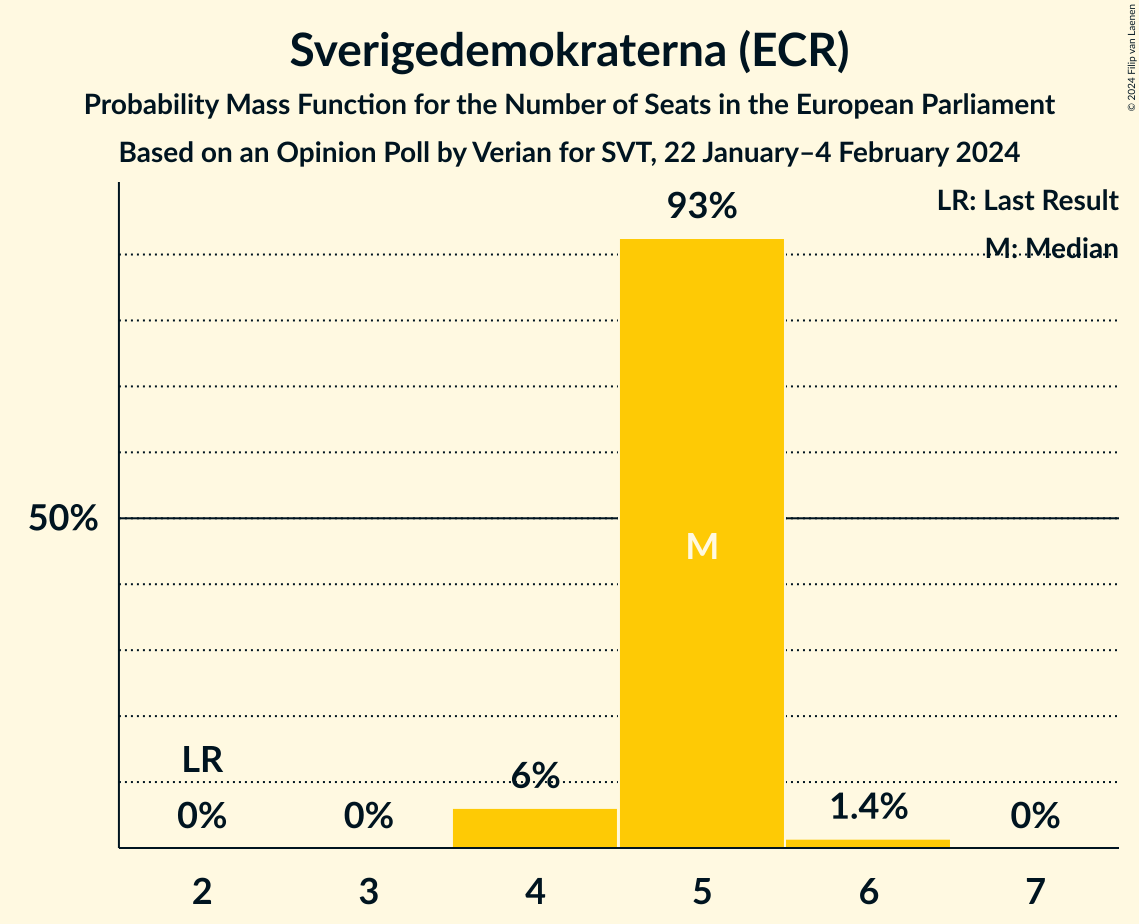 Sverigedemokraterna (ECR)
Probability Mass Function for the Number of Seats in the European Parliament
Based on an Opinion Poll by Verian for SVT, 22 January–4 February 2024
© 2024 Filip van Laenen
LR: Last Result
M: Median
93%
50%
M
LR
0%
0%
6%
1.4%
0%
2 3 4 5 6 7